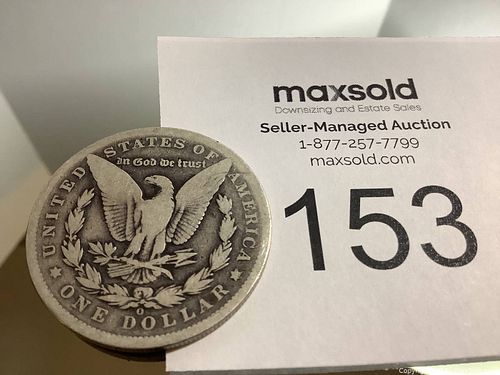 UNITED STATES OF AMERICA
In God we trust
O
ONE DOLLAR
maxsold
Downsizing and Estate Sales
Seller-Managed Auction
1-877-257-7799
maxsold.com
153